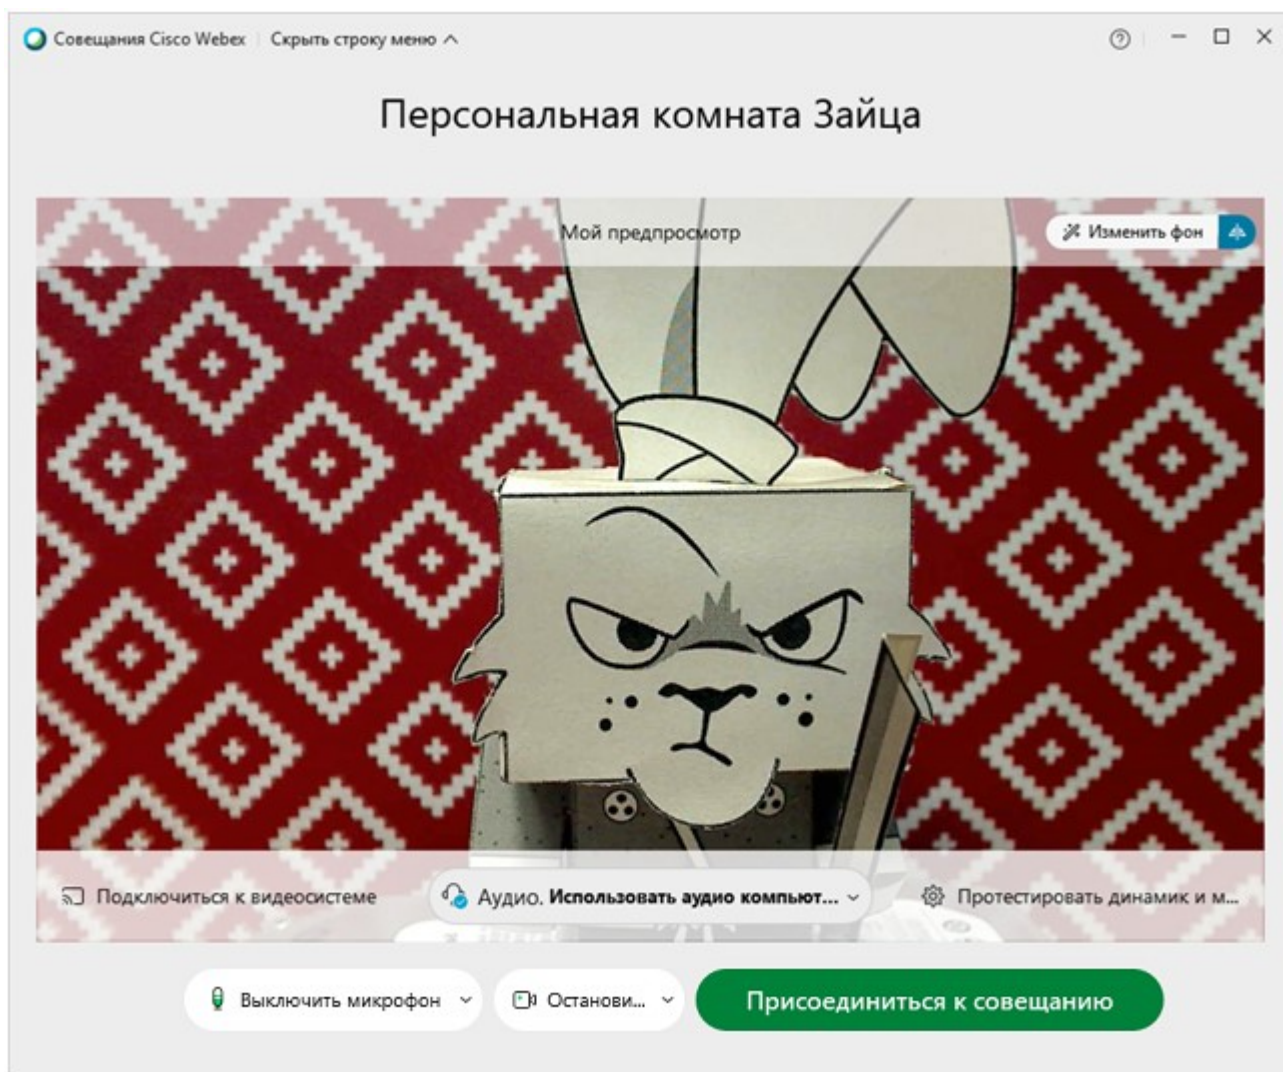 Совещания Cisco Webex
Скрыть строку меню
Персональная комната Зайца
Мой предпросмотр
Изменить фон
Подключиться к видеосистеме
Аудио. Использовать аудио компьют...
Протестировать динамик и м...
Выключить микрофон
Останови...
Присоединиться к совещанию